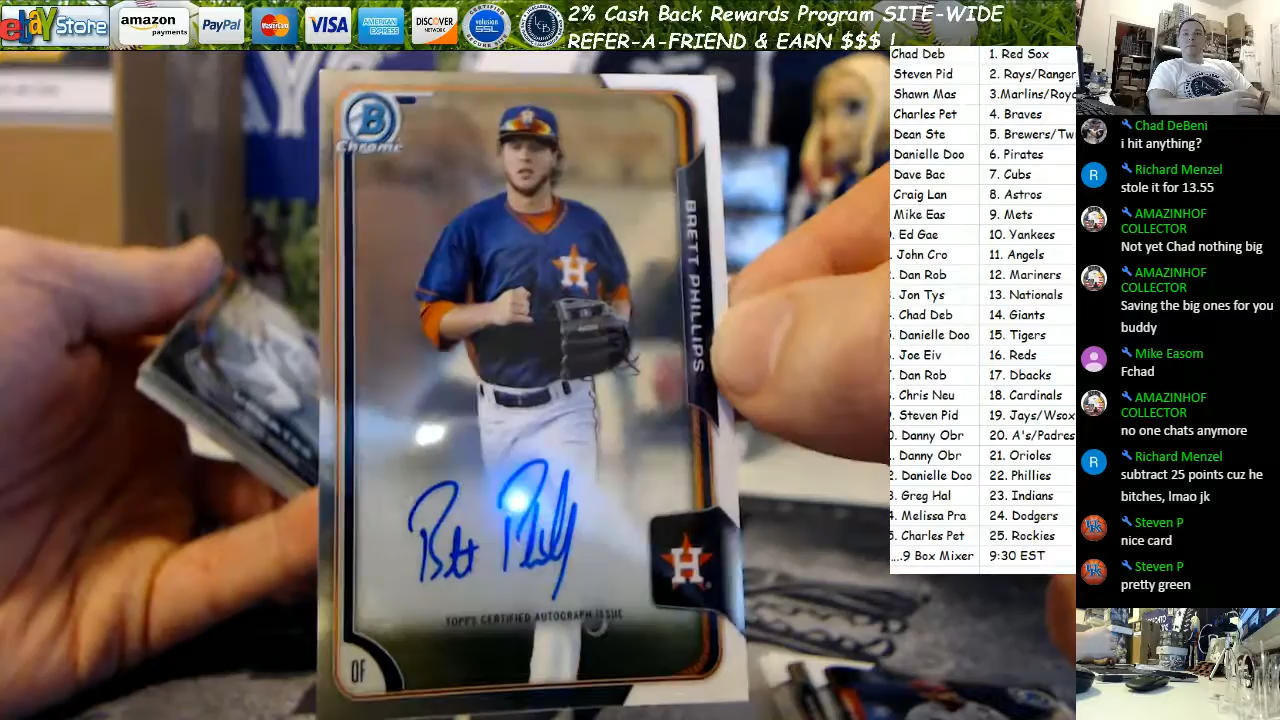 ebay Store
amazon
payments
PayPal
MasterCard
VISA
AMERICAN EXPRESS
DISCOVER
NETWORK
volusion
SSL
2% Cash Back Rewards Program SITE-WIDE
REFER-A-FRIEND & EARN $$$ !
Chad Deb 1. Red Sox
Steven Pid 2. Rays/Ranger
Shawn Mas 3.Marlins/Royc
Charles Pet 4. Braves
Dean Ste 5. Brewers/Tw
Danielle Doo 6. Pirates
Dave Bac 7. Cubs
Craig Lan 8. Astros
Mike Eas 9. Mets
. Ed Gae 10. Yankees
. John Cro 11. Angels
. Dan Rob 12. Mariners
. Jon Tys 13. Nationals
. Chad Deb 14. Giants
. Danielle Doo 15. Tigers
. Joe Eiv 16. Reds
. Dan Rob 17. Dbacks
. Chris Neu 18. Cardinals
. Steven Pid 19. Jays/Wsox
. Danny Obr 20. A's/Padres
. Danny Obr 21. Orioles
. Danielle Doo 22. Phillies
. Greg Hal 23. Indians
. Melissa Pra 24. Dodgers
. Charles Pet 25. Rockies
...9 Box Mixer 9:30 EST
B
Chrome
BRETT PHILLIPS
H
H
Brett Phillips
TOPPS CERTIFIED AUTOGRAPH ISSUE
OF
Chad DeBeni
i hit anything?
R
Richard Menzel
stole it for 13.55
AMAZINHOF
COLLECTOR
Not yet Chad nothing big
AMAZINHOF
COLLECTOR
Saving the big ones for you
buddy
Mike Easom
Fchad
AMAZINHOF
COLLECTOR
no one chats anymore
R
Richard Menzel
subtract 25 points cuz he
bitches, lmao jk
Steven P
nice card
Steven P
pretty green